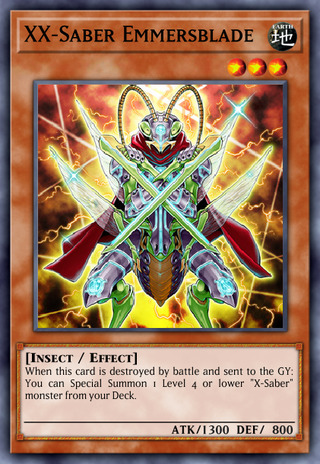 XX-Saber Emmersblade
EARTH
地
[Insect / Effect]
When this card is destroyed by battle and sent to the GY:
You can Special Summon 1 Level 4 or lower "X-Saber"
monster from your Deck.
ATK/1300 DEF/ 800